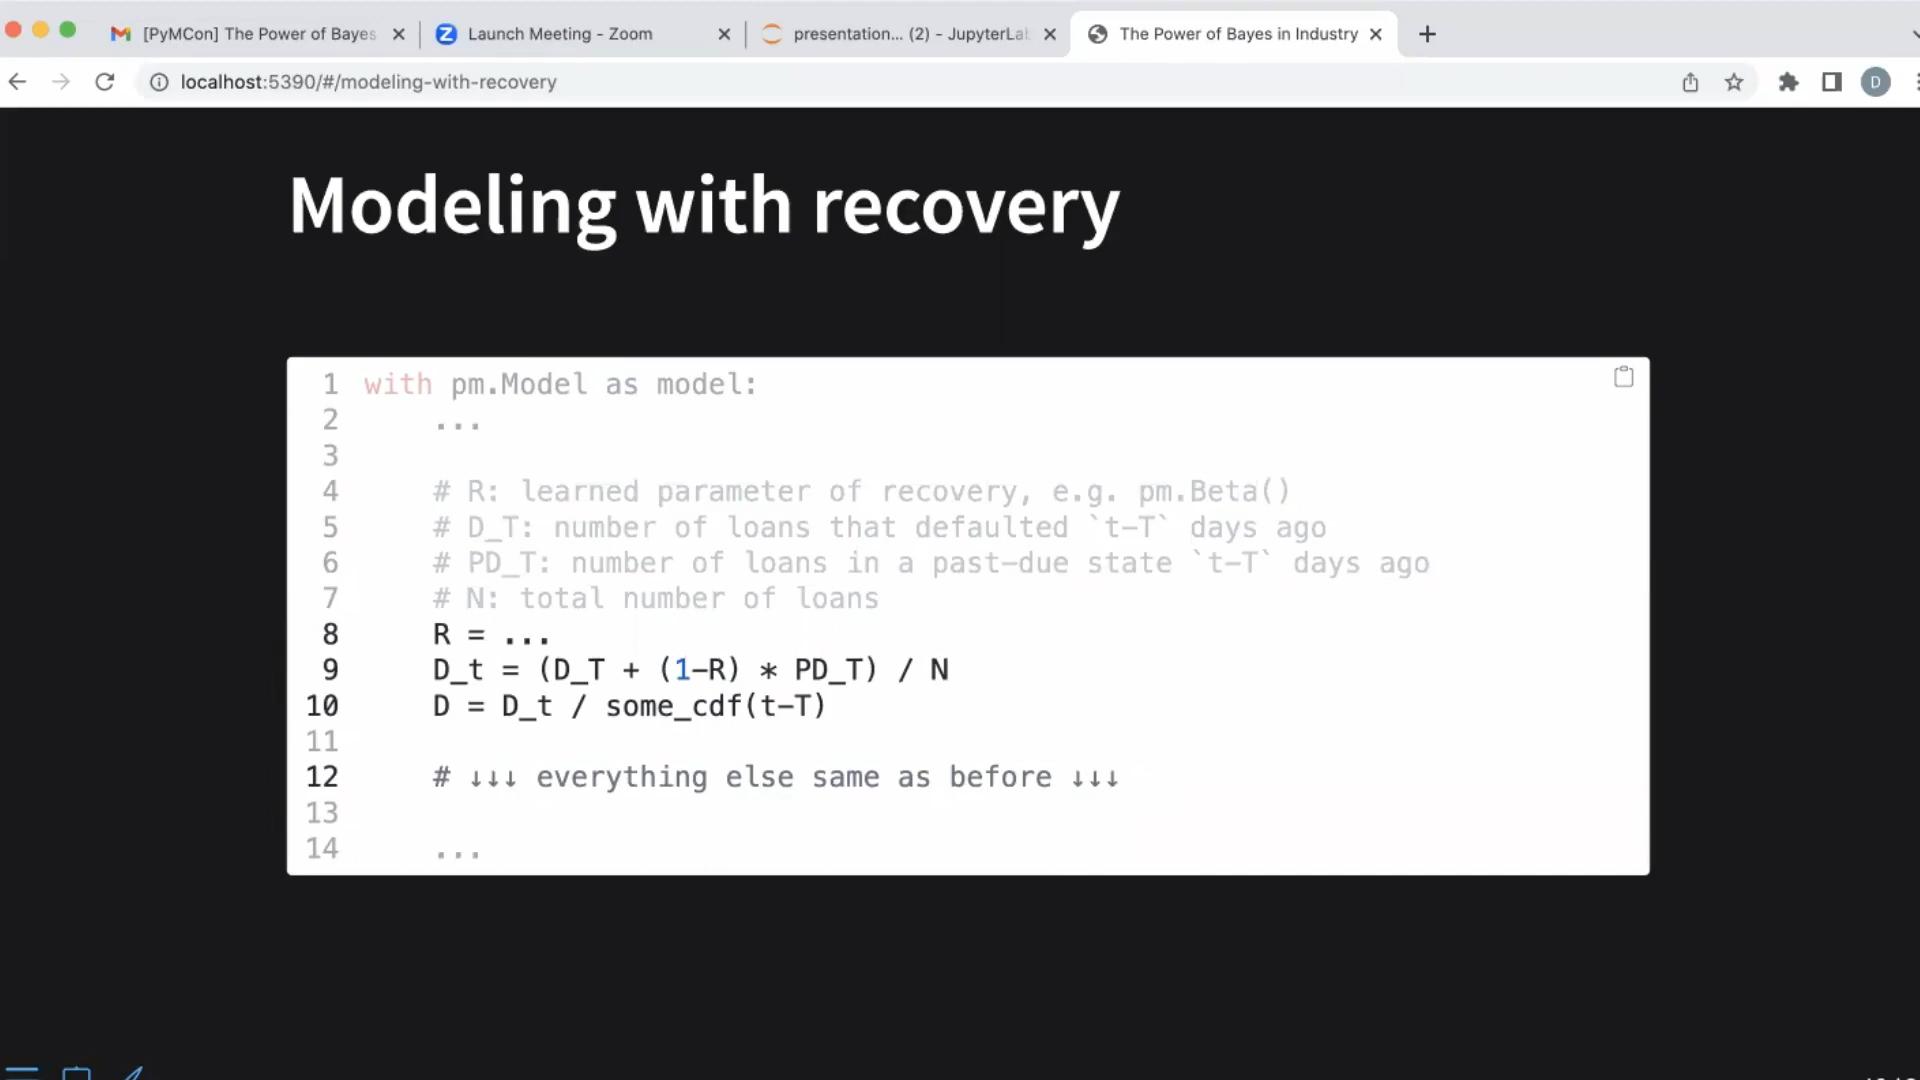 [PyMCon] The Power of Bayes
Launch Meeting - Zoom
presentation... (2) - JupyterLab
The Power of Bayes in Industry
localhost:5390/#/modeling-with-recovery
D
Modeling with recovery
1 with pm.Model as model:
2 ...
3
4 # R: learned parameter of recovery, e.g. pm.Beta()
5 # D_T: number of loans that defaulted `t-T` days ago
6 # PD_T: number of loans in a past-due state `t-T` days ago
7 # N: total number of loans
8 R = ...
9 D_t = (D_T + (1-R) * PD_T) / N
10 D = D_t / some_cdf(t-T)
11
12 # ↓↓↓ everything else same as before ↓↓↓
13
14 ...